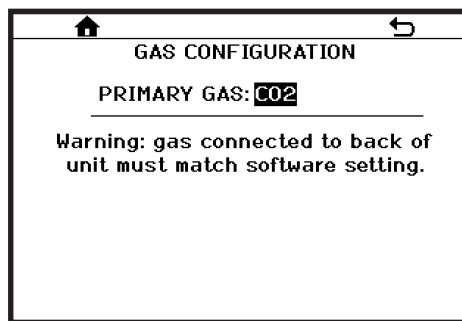 GAS CONFIGURATION
PRIMARY GAS: CO2
Warning: gas connected to back of
unit must match software setting.